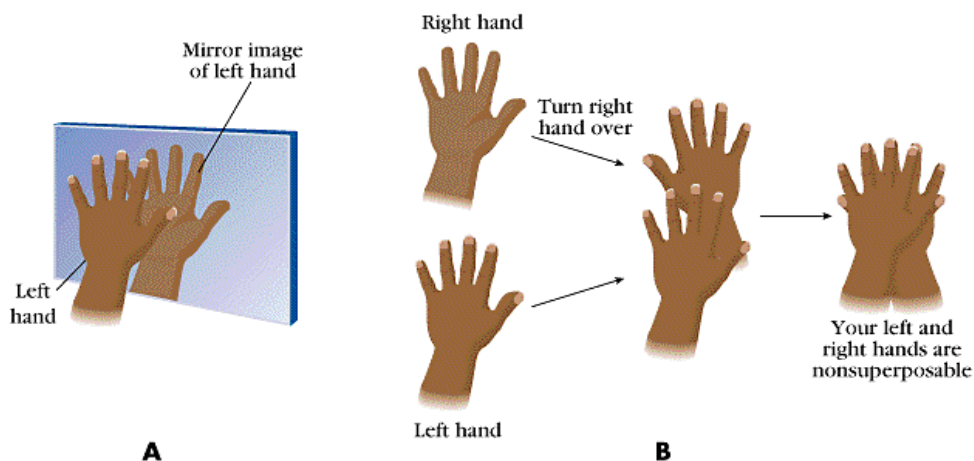 Mirror image
of left hand
Left
hand
A
Right hand
Turn right
hand over
Left hand
Your left and
right hands are
nonsuperposable
B